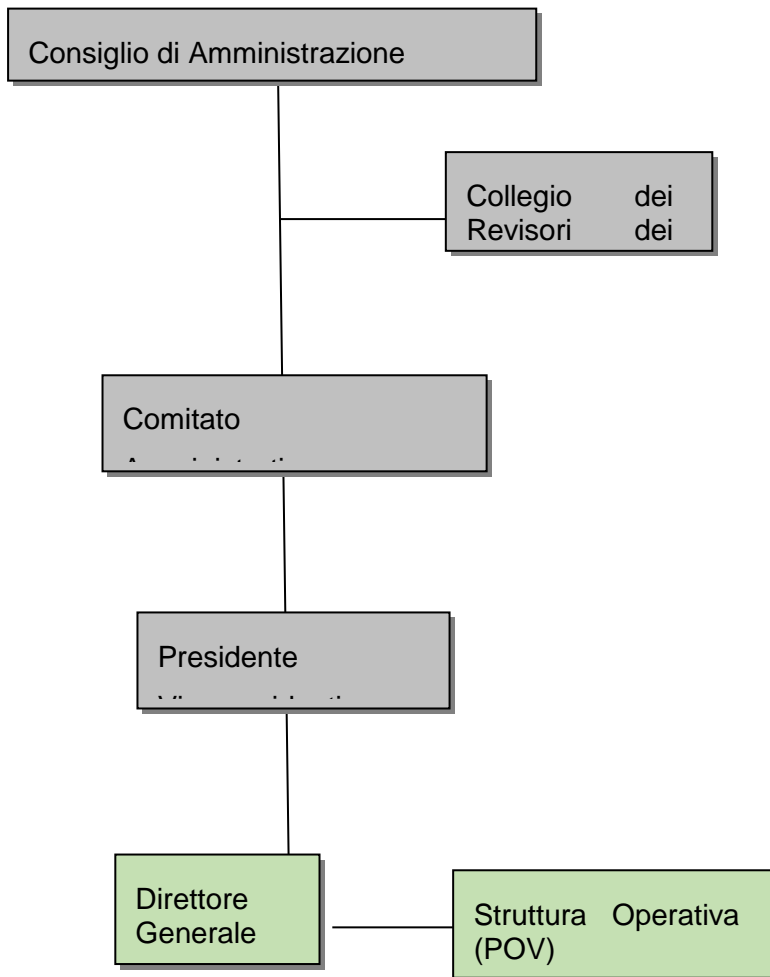 Consiglio di Amministrazione
Collegio dei
Revisori dei
Comitato
Presidente
Direttore
Generale
Struttura Operativa
(POV)